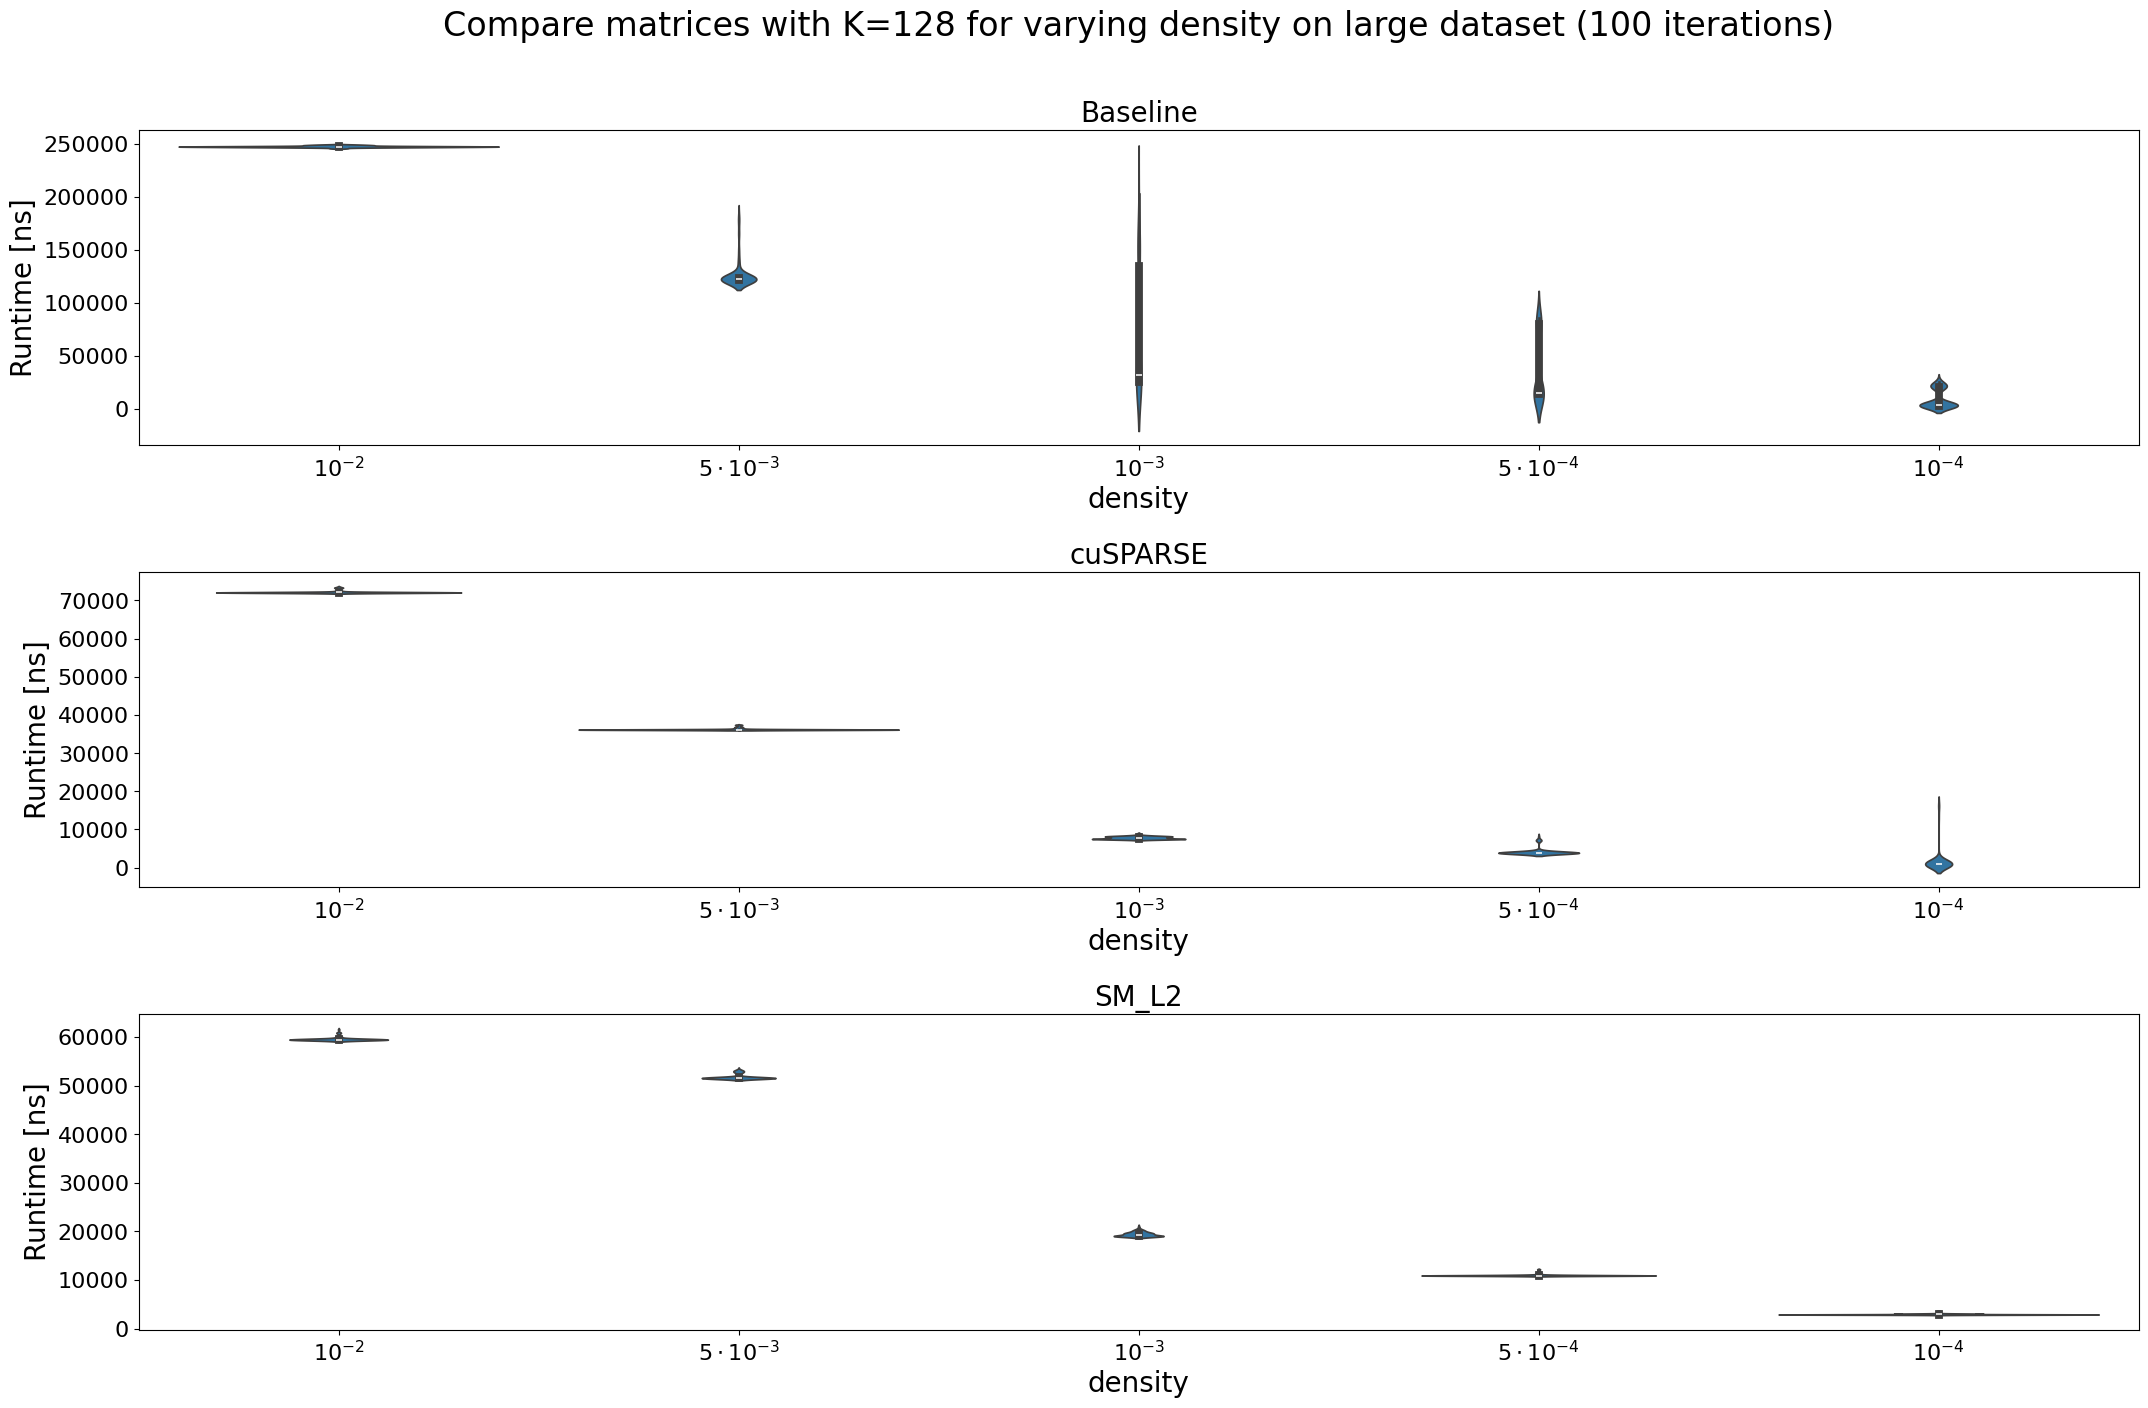 Compare matrices with K=128 for varying density on large dataset (100 iterations)
Baseline
Runtime [ns]
250000
200000
150000
100000
50000
0
10⁻² 5·10⁻³ 10⁻³ 5·10⁻⁴ 10⁻⁴
density
cuSPARSE
Runtime [ns]
70000
60000
50000
40000
30000
20000
10000
0
10⁻² 5·10⁻³ 10⁻³ 5·10⁻⁴ 10⁻⁴
density
SM_L2
Runtime [ns]
60000
50000
40000
30000
20000
10000
0
10⁻² 5·10⁻³ 10⁻³ 5·10⁻⁴ 10⁻⁴
density